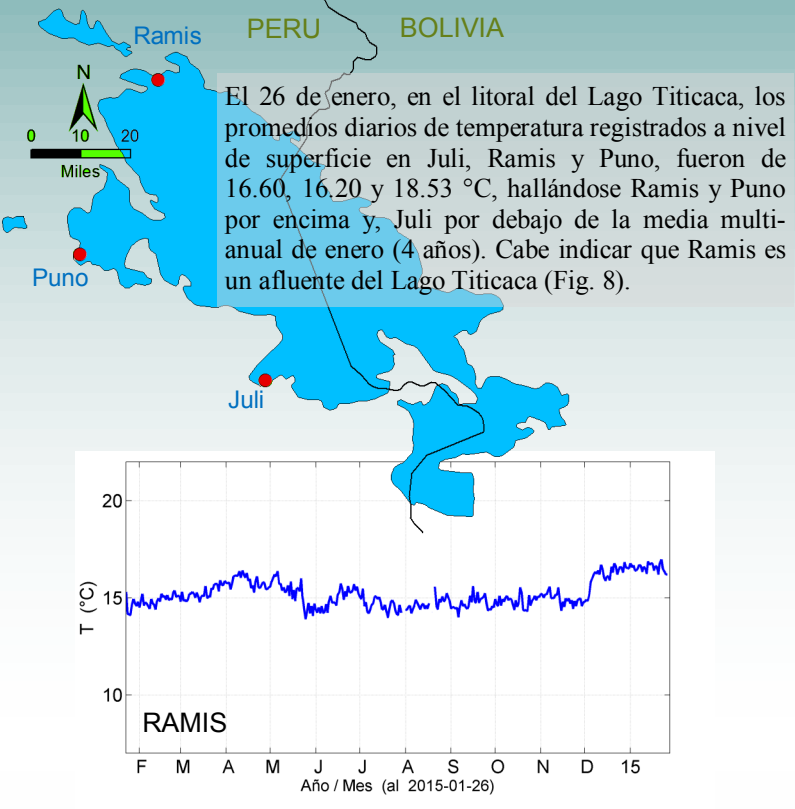 PERU BOLIVIA
Ramis
N
0 10 20
Miles
El 26 de enero, en el litoral del Lago Titicaca, los
promedios diarios de temperatura registrados a nivel
de superficie en Juli, Ramis y Puno, fueron de
16.60, 16.20 y 18.53 °C, hallándose Ramis y Puno
por encima y, Juli por debajo de la media multi-
anual de enero (4 años). Cabe indicar que Ramis es
un afluente del Lago Titicaca (Fig. 8).
Puno
Juli
20
15
10
T (°C)
RAMIS
F M A M J J A S O N D 15
Año / Mes (al 2015-01-26)